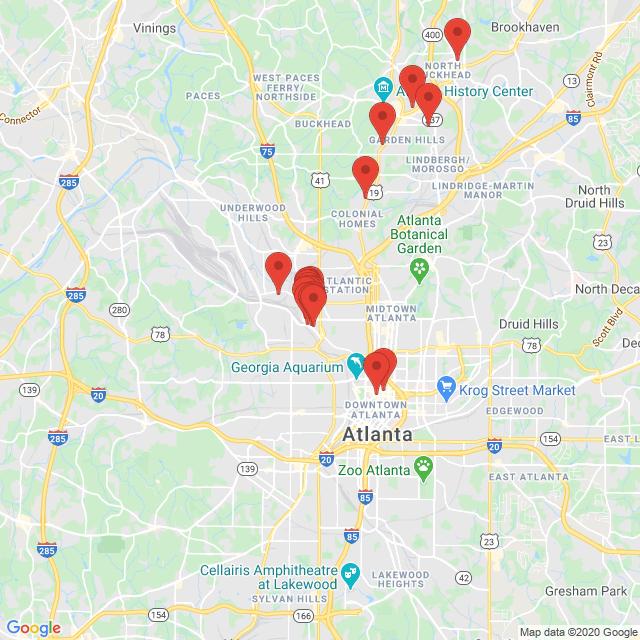 Vinings
Brookhaven
400
NORTH
BUCKHEAD
WEST PACES
FERRY/
NORTHSIDE
PACES
13
Clairmont Rd
History Center
Connector
BUCKHEAD
237
85
GARDEN HILLS
75
LINDBERGH/
MOROSGO
285
41
19
LINDRIDGE-MARTIN
MANOR
North
Druid Hills
UNDERWOOD
HILLS
COLONIAL
HOMES
Atlanta
Botanical
Garden
23
285
ATLANTIC
STATION
North Deca
280
MIDTOWN
ATLANTA
Scott Blvd
78
Druid Hills
78
Dec
Georgia Aquarium
139
20
Krog Street Market
DOWNTOWN
ATLANTA
EDGEWOOD
285
Atlanta
154
EAST L
20
20
139
Zoo Atlanta
EAST ATLANTA
85
85
23
285
Cellairis Amphitheatre
at Lakewood
LAKEWOOD
HEIGHTS
42
Gresham Park
SYLVAN HILLS
154
166
Google
Map data ©2020 Google